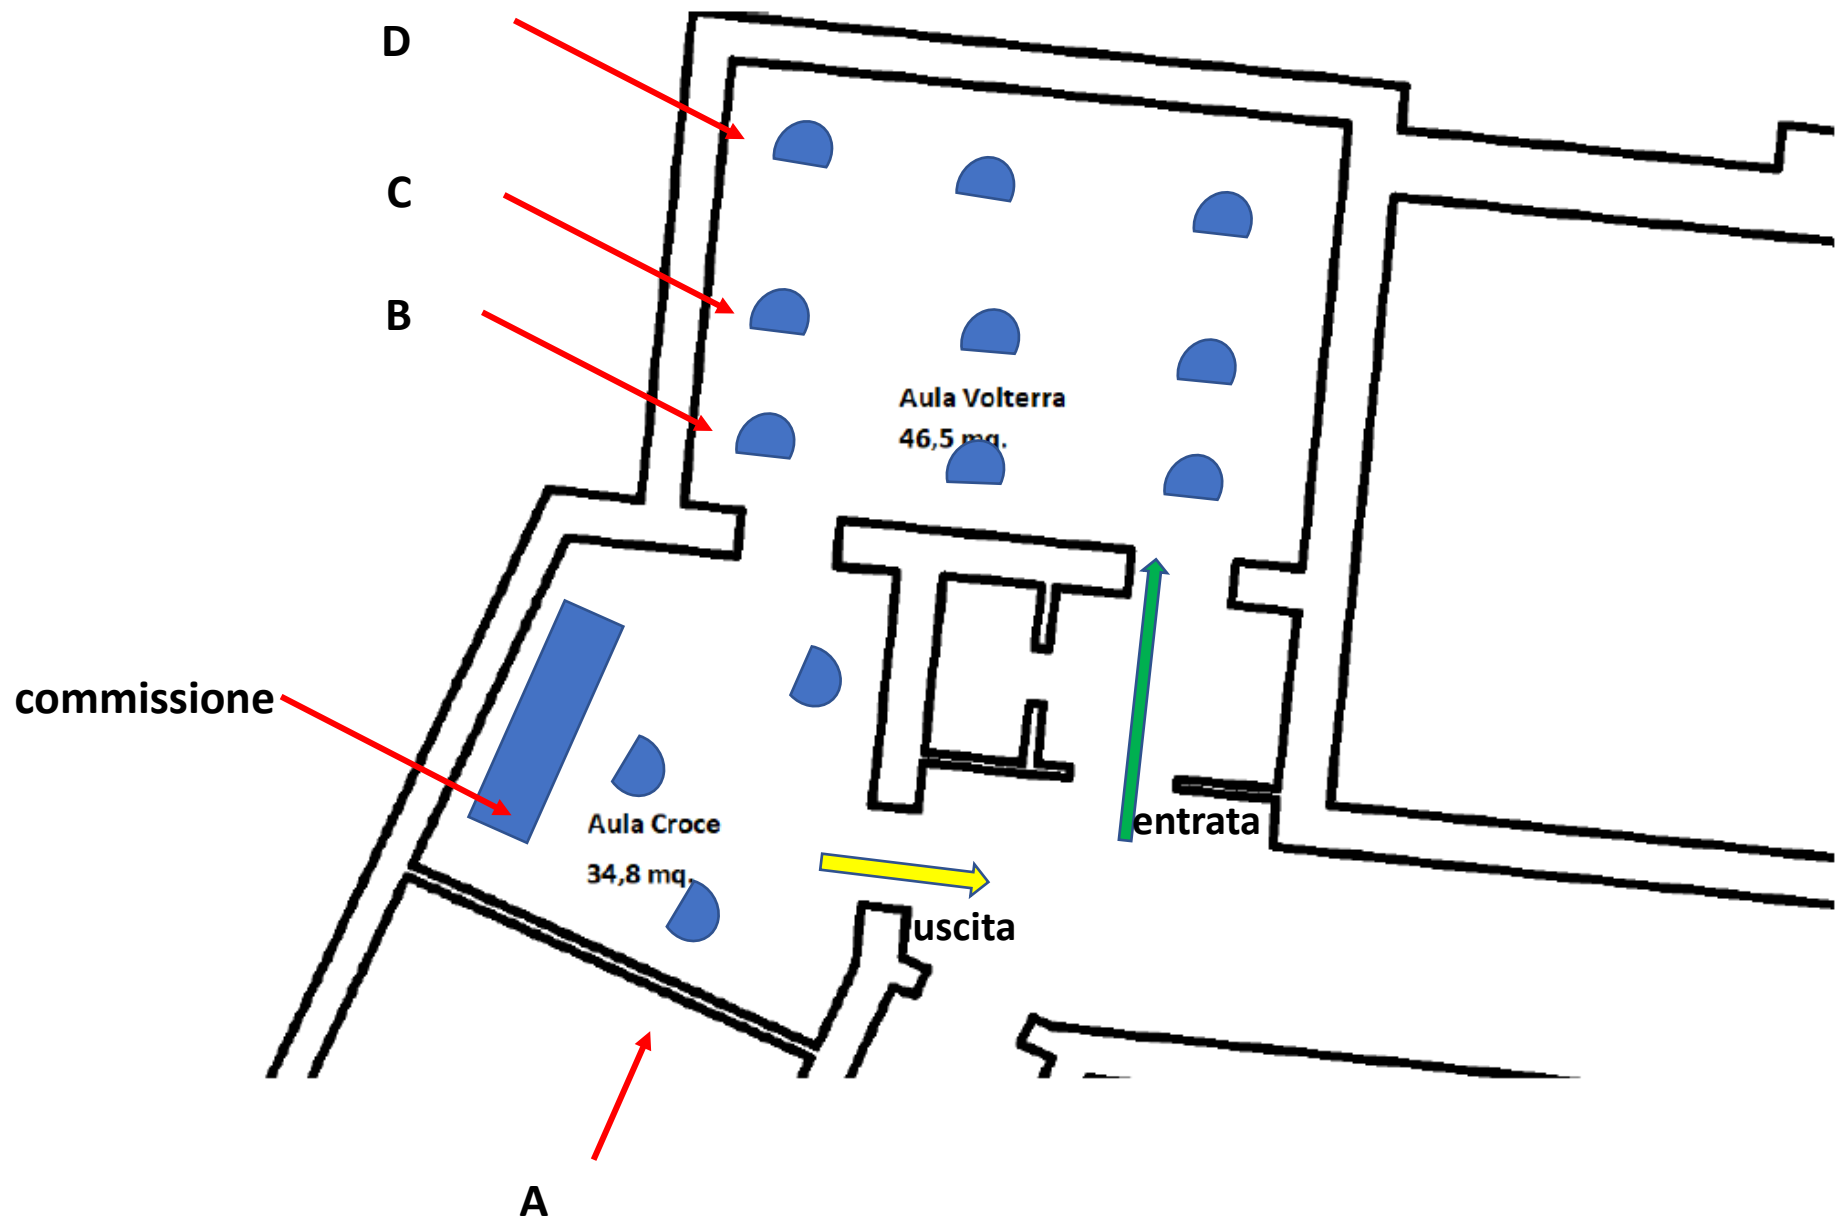 D
C
B
Aula Volterra
46,5 mq.
commissione
Aula Croce
34,8 mq.
entrata
uscita
A